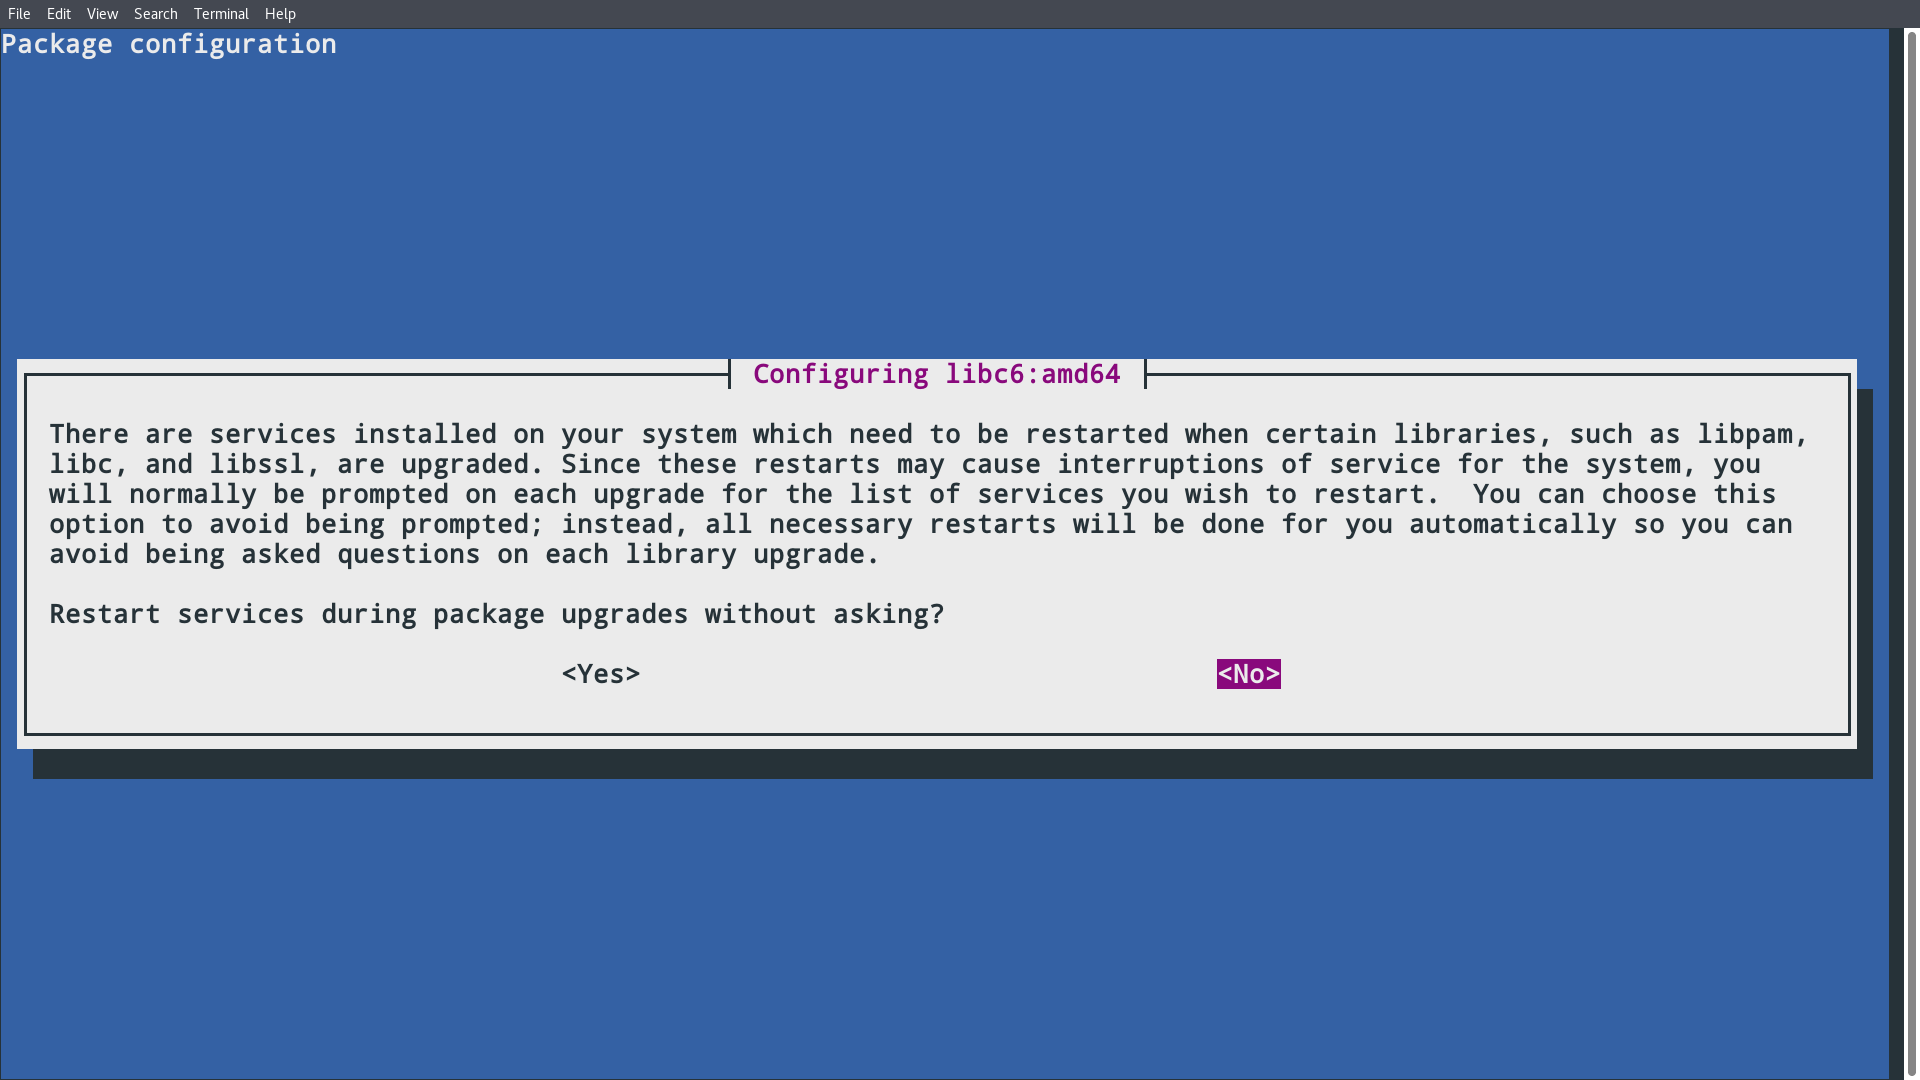 File Edit View Search Terminal Help
Package configuration
Configuring libc6:amd64
There are services installed on your system which need to be restarted when certain libraries, such as libpam,
libc, and libssl, are upgraded. Since these restarts may cause interruptions of service for the system, you
will normally be prompted on each upgrade for the list of services you wish to restart.  You can choose this
option to avoid being prompted; instead, all necessary restarts will be done for you automatically so you can
avoid being asked questions on each library upgrade.
Restart services during package upgrades without asking?
<Yes> <No>